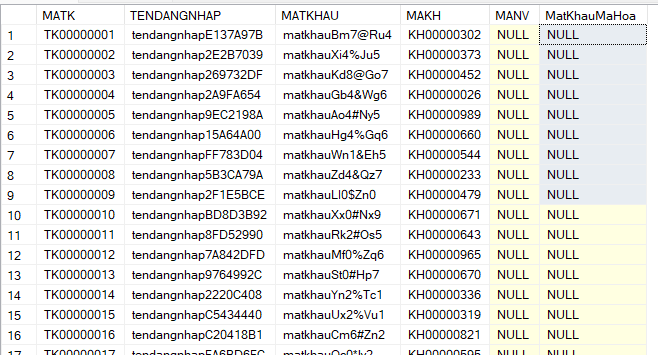 MATK TENDANGNHAP MATKHAU MAKH MANV MatKhauMaHoa
1 TK00000001 tendangnhapE137A97B matkhauBm7@Ru4 KH00000302 NULL NULL
2 TK00000002 tendangnhap2E2B7039 matkhauXi4%Ju5 KH00000373 NULL NULL
3 TK00000003 tendangnhap269732DF matkhauKd8@Go7 KH00000452 NULL NULL
4 TK00000004 tendangnhap2A9FA654 matkhauGb4&Wg6 KH00000026 NULL NULL
5 TK00000005 tendangnhap9EC2198A matkhauAo4#Ny5 KH00000989 NULL NULL
6 TK00000006 tendangnhap15A64A00 matkhauHg4%Gq6 KH00000660 NULL NULL
7 TK00000007 tendangnhapFF783D04 matkhauWn1&Eh5 KH00000544 NULL NULL
8 TK00000008 tendangnhap5B3CA79A matkhauZd4&Qz7 KH00000233 NULL NULL
9 TK00000009 tendangnhap2F1E5BCE matkhauLl0$Zn0 KH00000479 NULL NULL
10 TK00000010 tendangnhapBD8D3B92 matkhauXx0#Nx9 KH00000671 NULL NULL
11 TK00000011 tendangnhap8FD52990 matkhauRk2#Os5 KH00000643 NULL NULL
12 TK00000012 tendangnhap7A842DFD matkhauMf0%Zq6 KH00000965 NULL NULL
13 TK00000013 tendangnhap9764992C matkhauSt0#Hp7 KH00000670 NULL NULL
14 TK00000014 tendangnhap2220C408 matkhauYn2%Tc1 KH00000336 NULL NULL
15 TK00000015 tendangnhapC5434440 matkhauUx2%Vu1 KH00000319 NULL NULL
16 TK00000016 tendangnhapC20418B1 matkhauCm6#Zn2 KH00000821 NULL NULL
17 TK00000017 NULL NULL